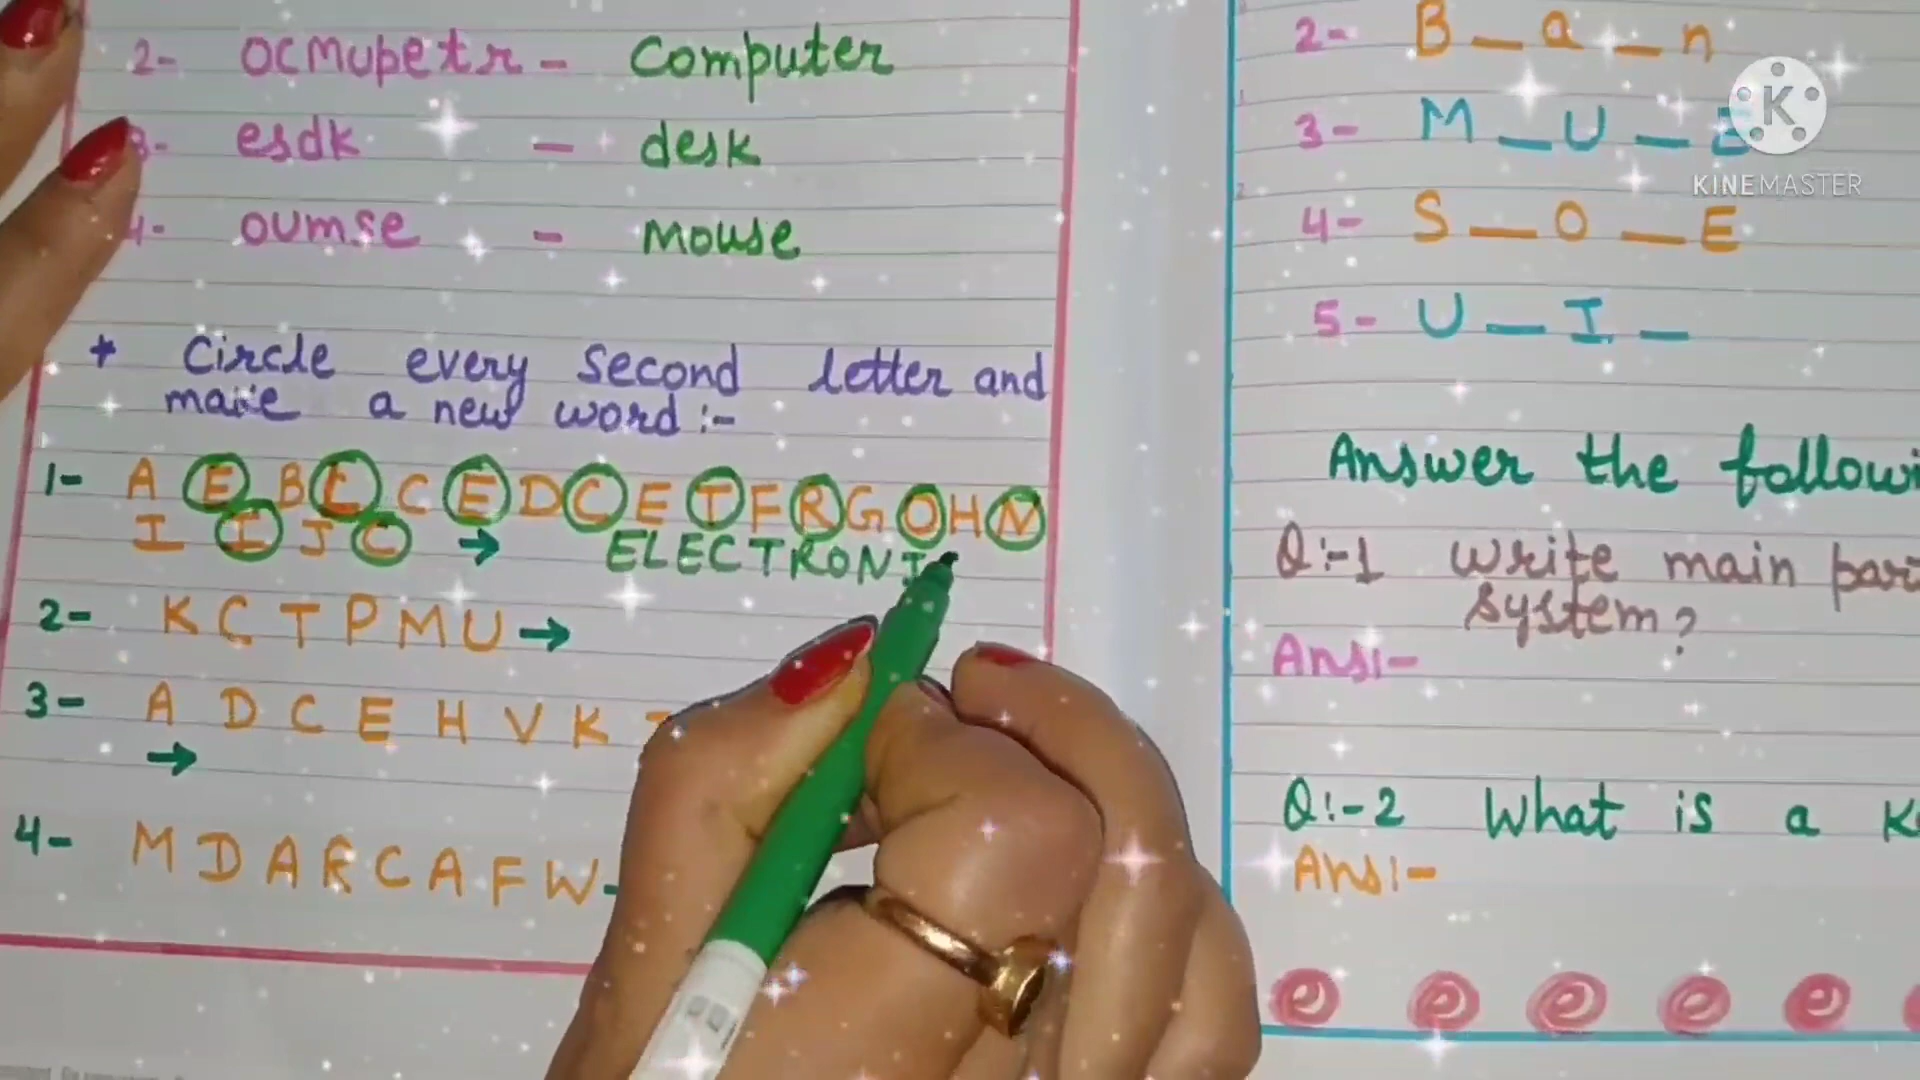 2- ocmupetr - computer
3- esdk - desk
4- oumse - mouse
* Circle every second letter and
make a new word :-
1- A E B L C E D C E T F R G O H N
I I J C → ELECTRONI
2- K C T P M U →
3- A D C E H V K
→
4- M D A R C A F W
2- B _ a _ n
3- M _ U _ E
4- S _ O _ E
5- U _ I _
Answer the
Q:-1 Write main
system?
Ans:-
Q:-2 What is a
Ans:-
K
KINEMASTER